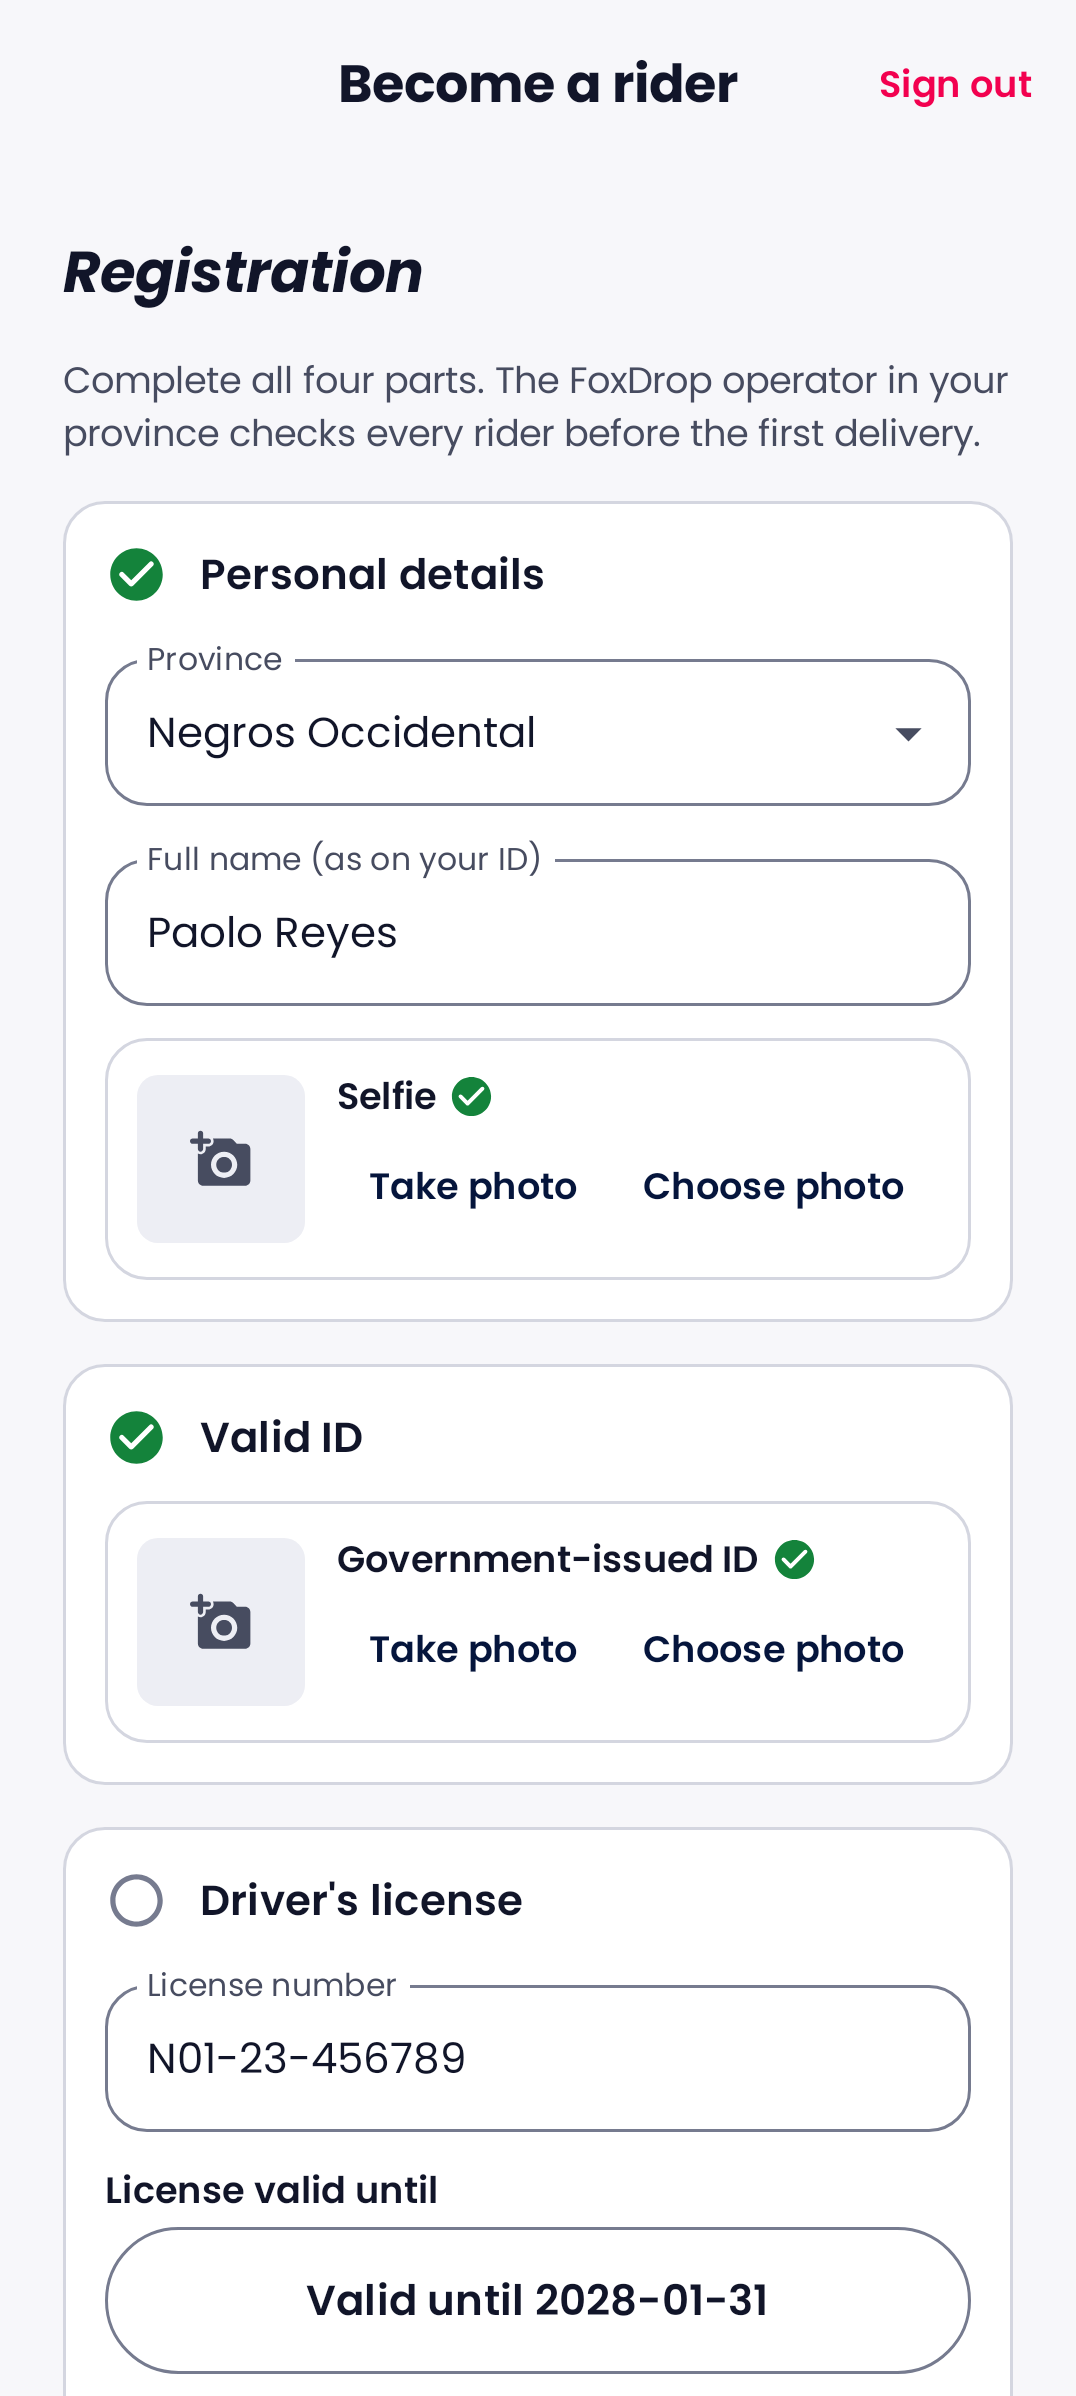 Become a rider
Sign out
Registration
Complete all four parts. The FoxDrop operator in your
province checks every rider before the first delivery.
Personal details
Province
Negros Occidental
Full name (as on your ID)
Paolo Reyes
Selfie
Take photo
Choose photo
Valid ID
Government-issued ID
Take photo
Choose photo
Driver's license
License number
N01-23-456789
License valid until
Valid until 2028-01-31